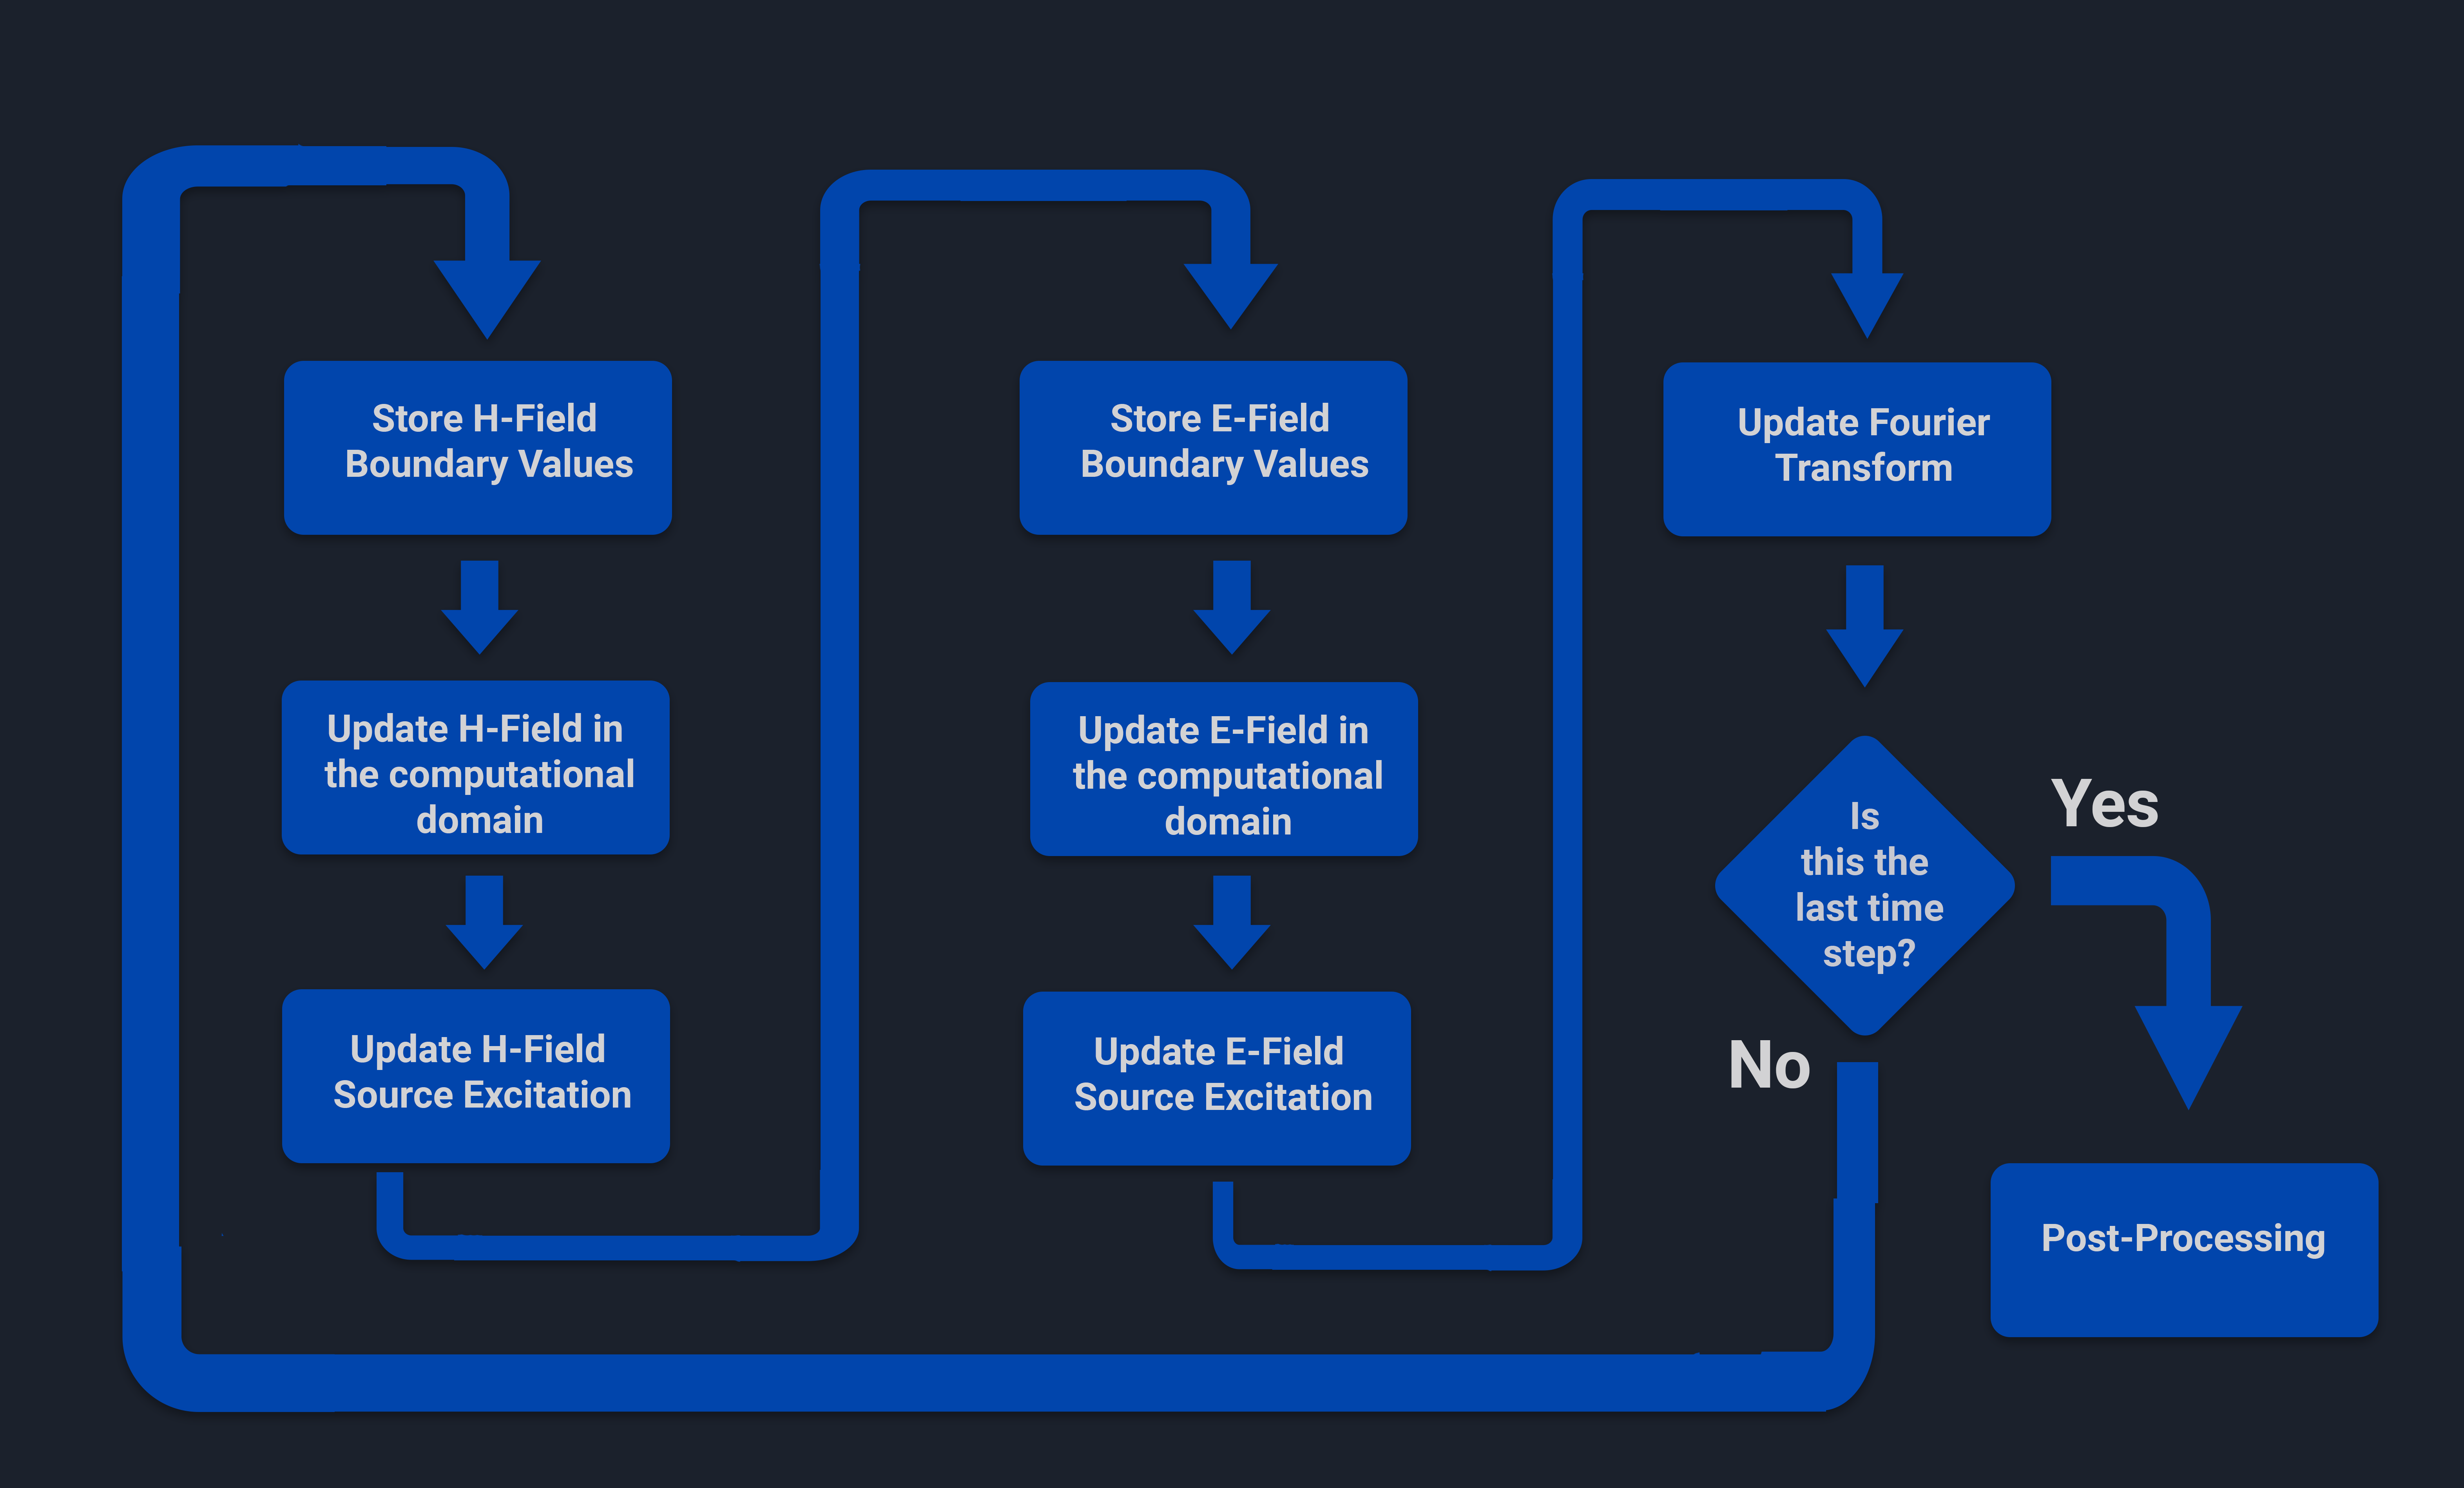 Store H-Field
Boundary Values
Update H-Field in
the computational
domain
Update H-Field
Source Excitation
Store E-Field
Boundary Values
Update E-Field in
the computational
domain
Update E-Field
Source Excitation
Update Fourier
Transform
Is
this the
last time
step?
Yes
No
Post-Processing